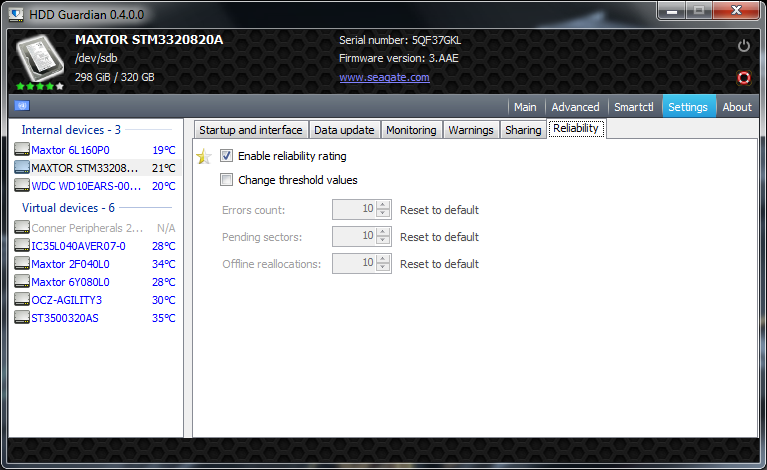 HDD Guardian 0.4.0.0
MAXTOR STM3320820A
/dev/sdb
298 GiB / 320 GB
Serial number: 5QF37GKL
Firmware version: 3.AAE
www.seagate.com
Main Advanced Smartctl Settings About
Internal devices - 3
Maxtor 6L160P0 19°C
MAXTOR STM33208... 21°C
WDC WD10EARS-00... 20°C
Virtual devices - 6
Conner Peripherals 2... N/A
IC35L040AVER07-0 28°C
Maxtor 2F040L0 34°C
Maxtor 6Y080L0 28°C
OCZ-AGILITY3 30°C
ST3500320AS 35°C
Startup and interface Data update Monitoring Warnings Sharing Reliability
Enable reliability rating
Change threshold values
Errors count: 10 Reset to default
Pending sectors: 10 Reset to default
Offline reallocations: 10 Reset to default